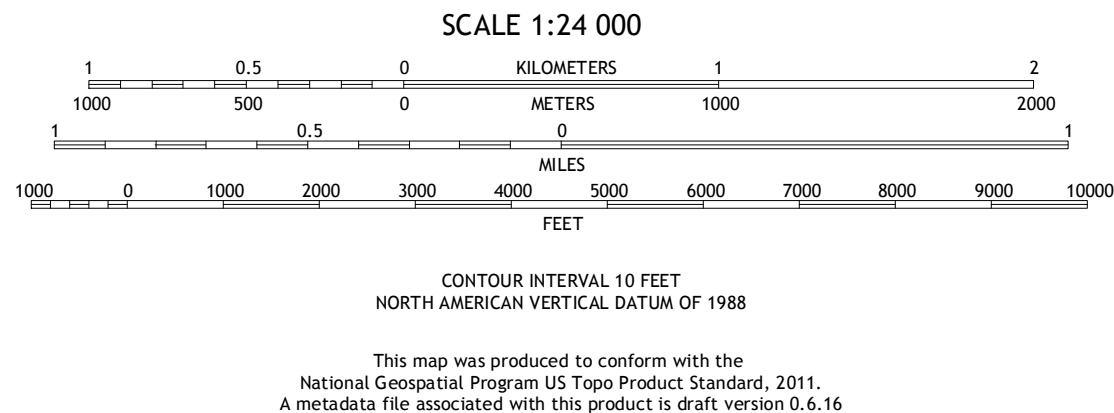 SCALE 1:24 000
1 0.5 0 KILOMETERS 1 2
1000 500 0 METERS 1000 2000
1 0.5 0 1
MILES
1000 0 1000 2000 3000 4000 5000 6000 7000 8000 9000 10000
FEET
CONTOUR INTERVAL 10 FEET
NORTH AMERICAN VERTICAL DATUM OF 1988
This map was produced to conform with the
National Geospatial Program US Topo Product Standard, 2011.
A metadata file associated with this product is draft version 0.6.16